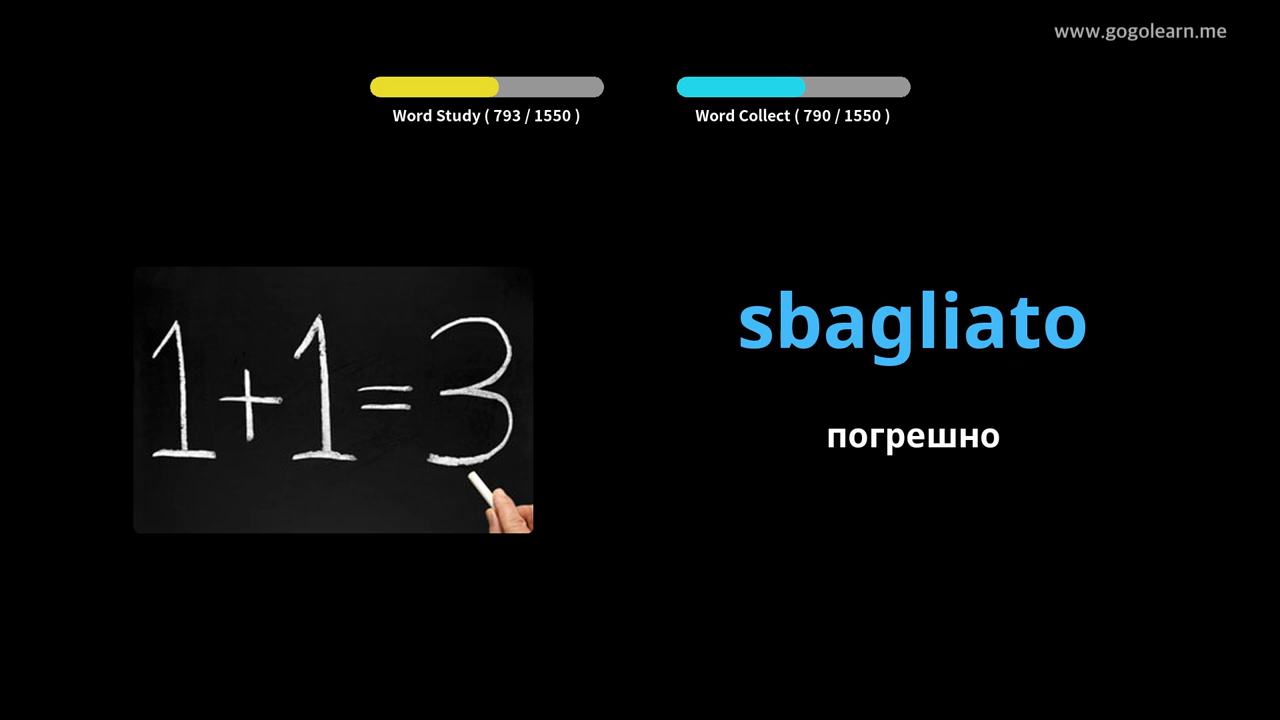 www.gogolearn.me
Word Study ( 793 / 1550 )
Word Collect ( 790 / 1550 )
1+1=3
sbagliato
погрешно